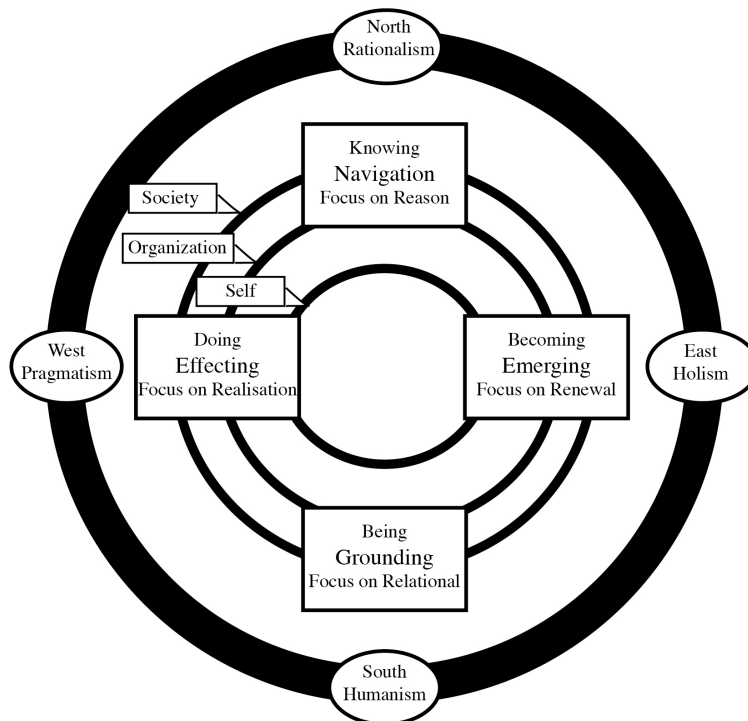 North
Rationalism
Knowing
Navigation
Focus on Reason
Society
Organization
Self
West
Pragmatism
Doing
Effecting
Focus on Realisation
Becoming
Emerging
Focus on Renewal
East
Holism
Being
Grounding
Focus on Relational
South
Humanism